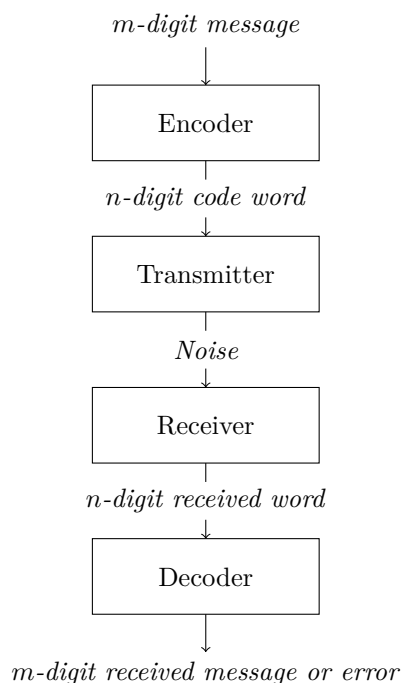 m-digit message
Encoder
n-digit code word
Transmitter
Noise
Receiver
n-digit received word
Decoder
m-digit received message or error